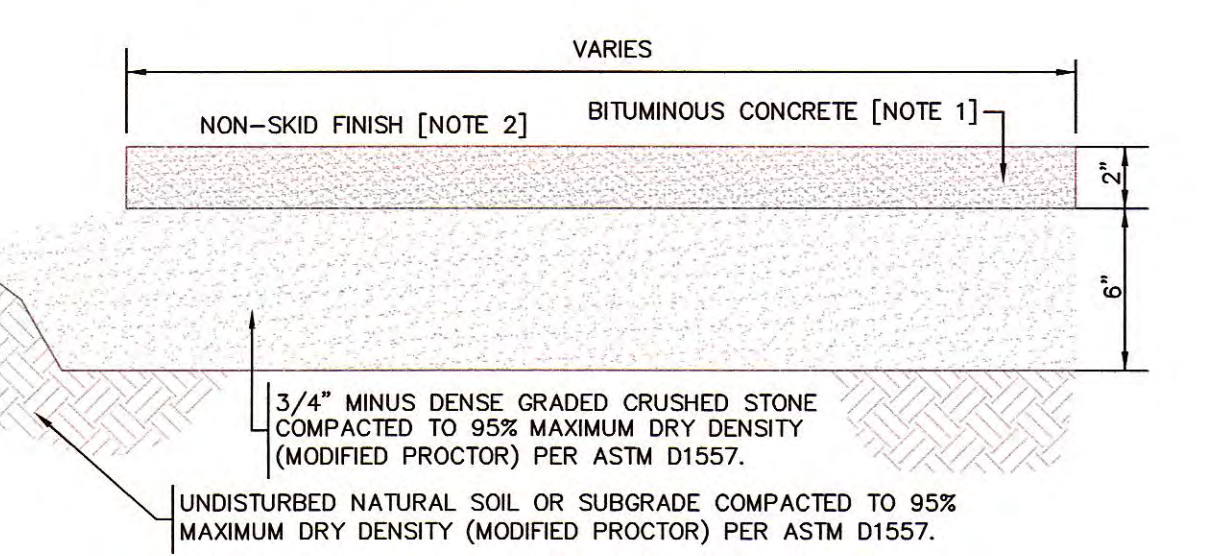 VARIES
NON-SKID FINISH [NOTE 2]
BITUMINOUS CONCRETE [NOTE 1]
2"
6"
3/4" MINUS DENSE GRADED CRUSHED STONE
COMPACTED TO 95% MAXIMUM DRY DENSITY
(MODIFIED PROCTOR) PER ASTM D1557.
UNDISTURBED NATURAL SOIL OR SUBGRADE COMPACTED TO 95%
MAXIMUM DRY DENSITY (MODIFIED PROCTOR) PER ASTM D1557.